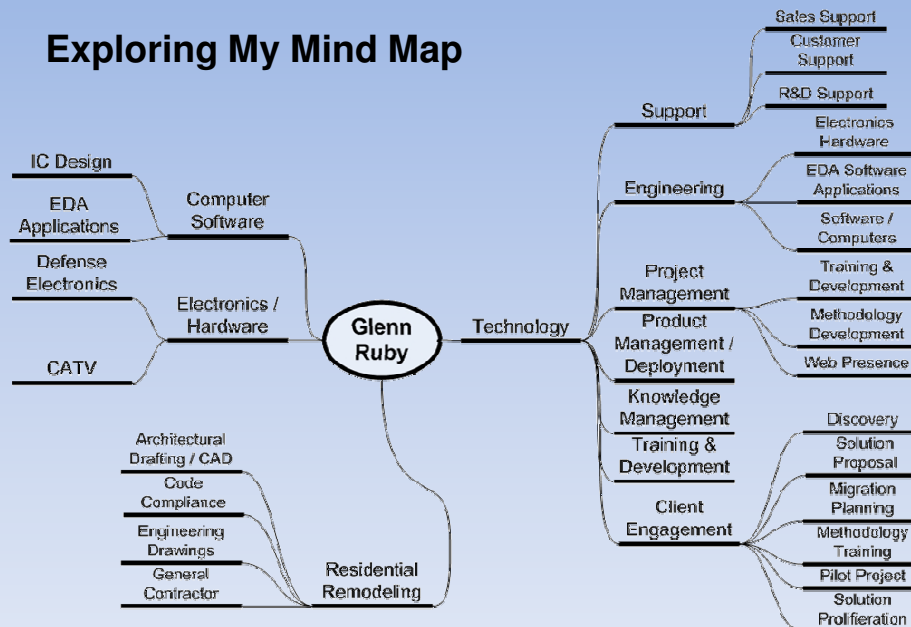 Exploring My Mind Map
Glenn
Ruby
Computer
Software
IC Design
EDA
Applications
Electronics /
Hardware
Defense
Electronics
CATV
Residential
Remodeling
Architectural
Drafting / CAD
Code
Compliance
Engineering
Drawings
General
Contractor
Technology
Support
Sales Support
Customer
Support
R&D Support
Engineering
Electronics
Hardware
EDA Software
Applications
Software /
Computers
Project
Management
Training &
Development
Methodology
Development
Web Presence
Product
Management /
Deployment
Knowledge
Management
Training &
Development
Client
Engagement
Discovery
Solution
Proposal
Migration
Planning
Methodology
Training
Pilot Project
Solution
Prolifieration